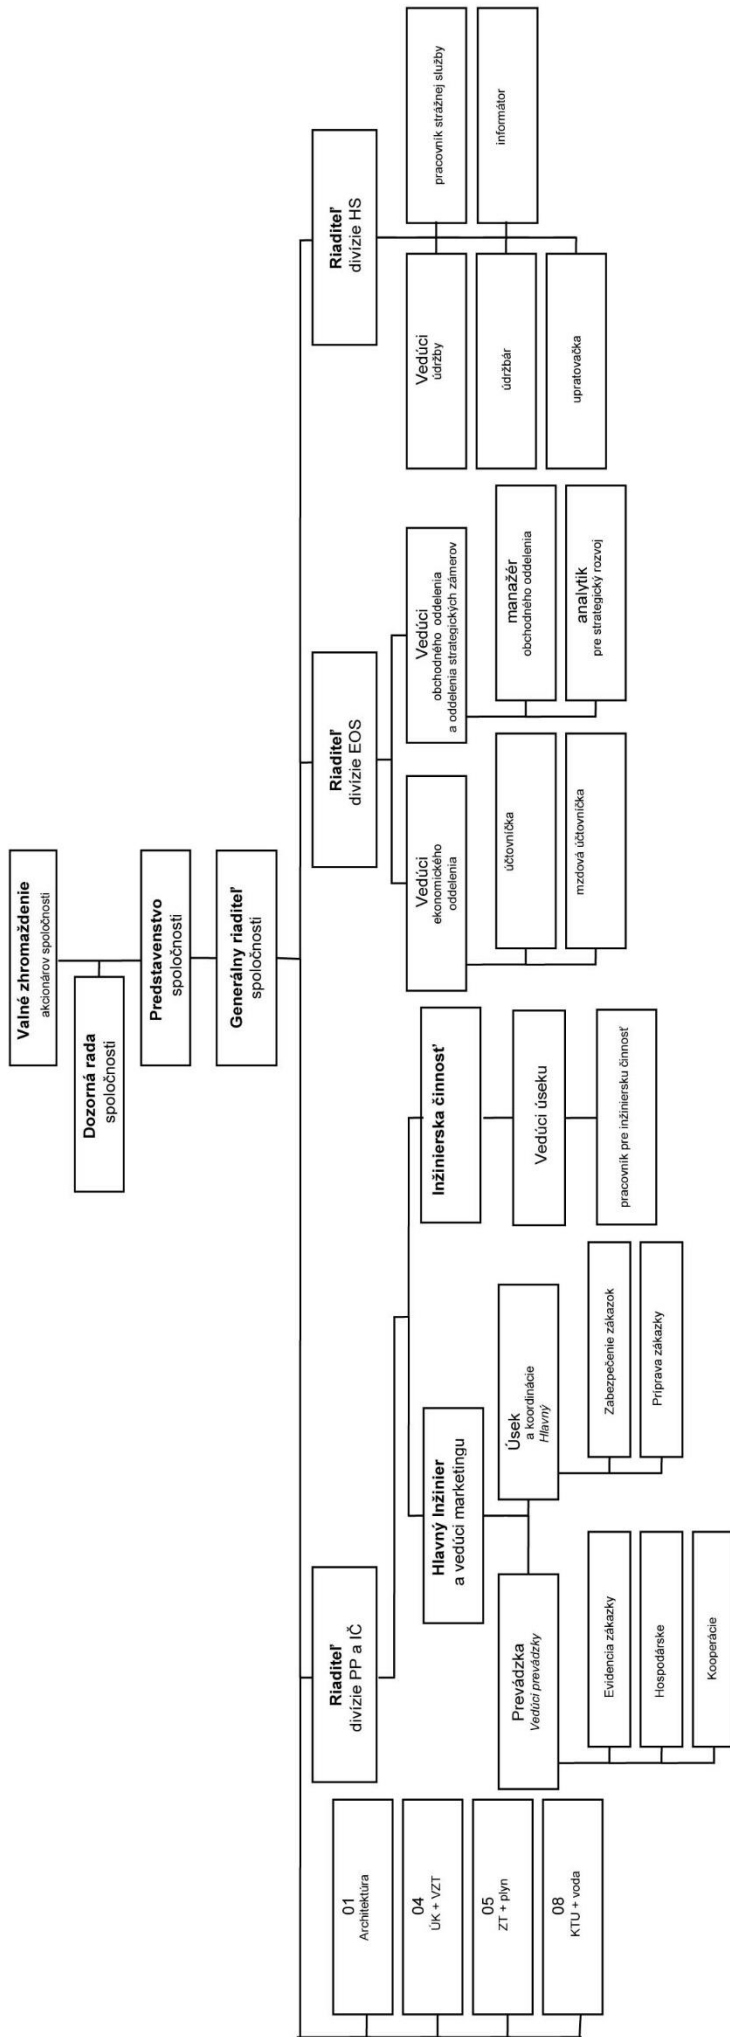 Valné zhromaždenie
akcionárov spoločnosti
Dozorná rada
spoločnosti
Predstavenstvo
spoločnosti
Generálny riaditeľ
spoločnosti
Riaditeľ
divízie PP a IČ
Riaditeľ
divízie EOS
Riaditeľ
divízie HS
01
Architektúra
04
ÚK + VZT
05
ZT + plyn
08
KTU + voda
Hlavný Inžinier
a vedúci marketingu
Inžinierska činnosť
Prevádzka
Vedúci prevádzky
Úsek
a koordinácie
Hlavný
Vedúci úseku
Evidencia zákazky
Hospodárske
Kooperácie
Zabezpečenie zákazok
Príprava zákazky
pracovník pre inžiniersku činnosť
Vedúci
ekonomického
oddelenia
účtovníčka
mzdová účtovníčka
Vedúci
obchodného oddelenia
a oddelenia strategických zámerov
manažér
obchodného oddelenia
analytik
pre strategický rozvoj
Vedúci
údržby
údržbár
upratovačka
pracovník strážnej služby
informátor